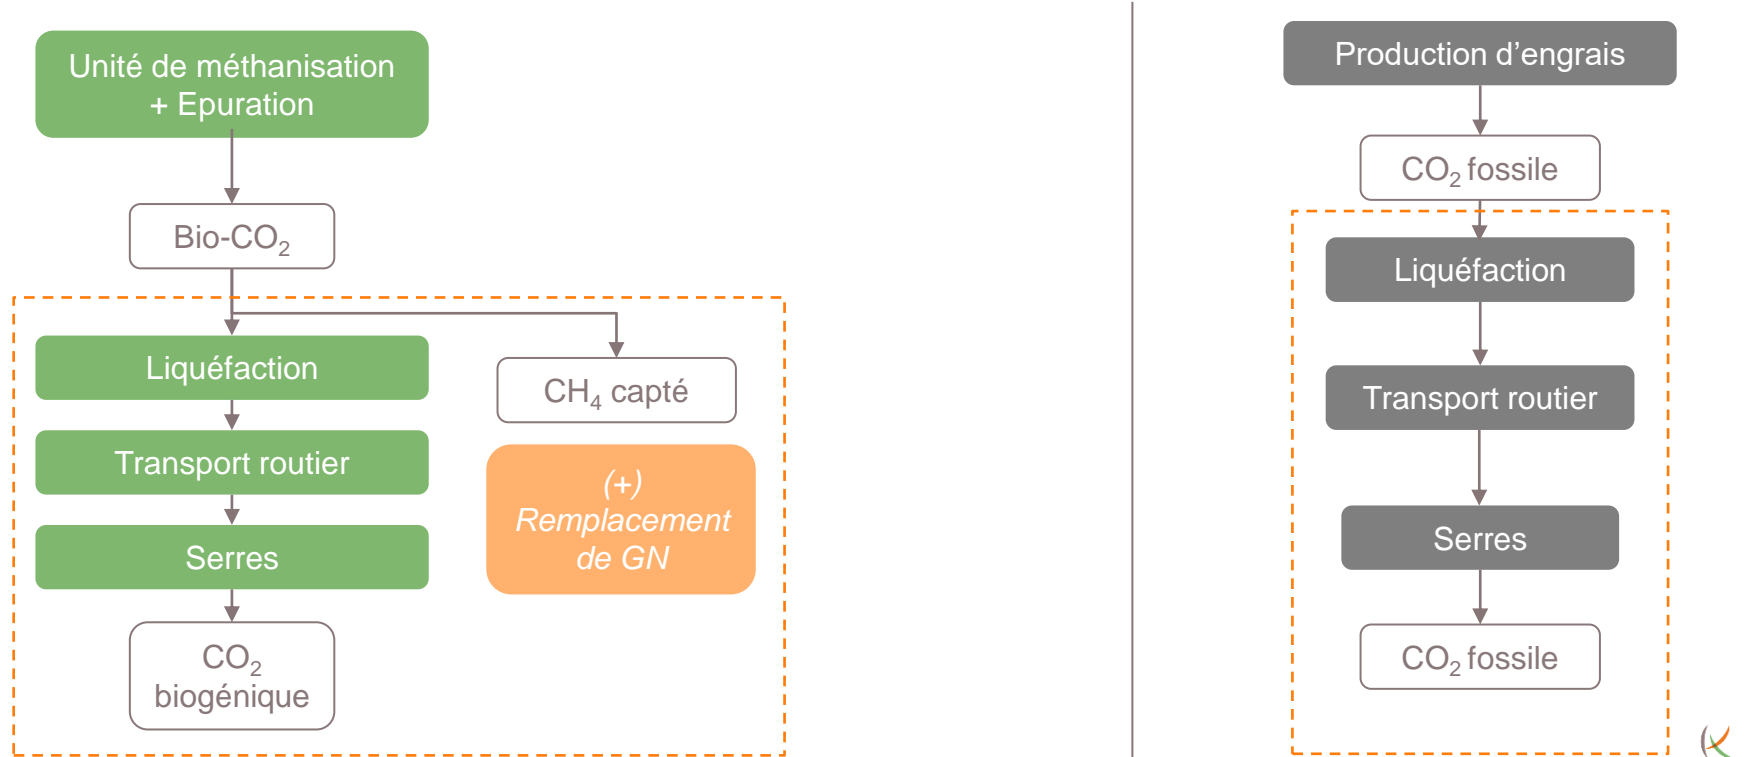 Unité de méthanisation
+ Epuration
Bio-CO₂
Liquéfaction
Transport routier
Serres
CO₂
biogénique
CH₄ capté
(+)
Remplacement
de GN
Production d’engrais
CO₂ fossile
Liquéfaction
Transport routier
Serres
CO₂ fossile